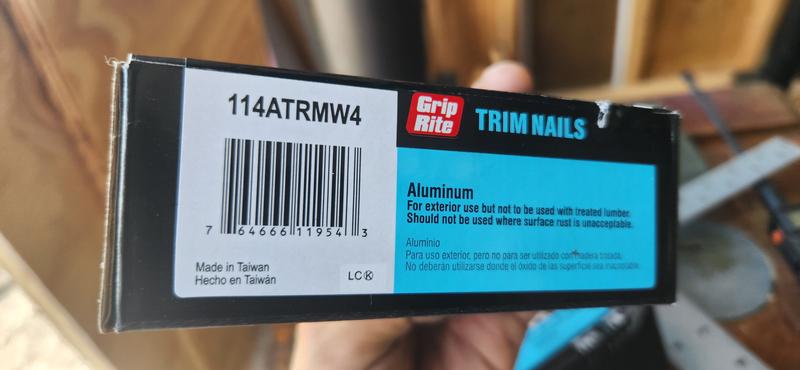 114ATRMW4
7 64666 11954 3
Made in Taiwan
Hecho en Taiwán
LCⓀ
Grip
Rite
TRIM NAILS
Aluminum
For exterior use but not to be used with treated lumber.
Should not be used where surface rust is unacceptable.
Aluminio
Para uso exterior, pero no para ser utilizado con madera tratada.
No deberán utilizarse donde el óxido de las superficie sea inaceptable.